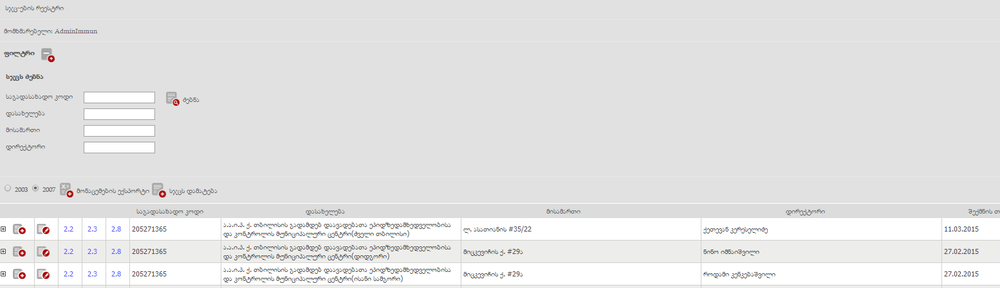 სჯც-ების რეესტრი
მომხმარებელი: AdminImmun
ფილტრი
სჯცს ძებნა
საგადასახადო კოდი
ძებნა
დასახელება
მისამართი
დირექტორი
2003 2007 მონაცემების ექსპორტი სჯცს დამატება
საგადასახადო კოდი დასახელება მისამართი დირექტორი შექმნის თ
2.2 2.3 2.8 205271365 ა.ა.ი.პ. ქ. თბილისის გადამდებ დაავადებათა ეპიდზედამხედველობისა და კონტროლის მუნიციპალური ცენტრი(ძველი თბილისი) ლ. ასათიანის #35/22 ქეთევან კერესელიძე 11.03.2015
2.2 2.3 2.8 205271365 ა.ა.ი.პ. ქ. თბილისის გადამდებ დაავადებათა ეპიდზედამხედველობისა და კონტროლის მუნიციპალური ცენტრი(დიდგორი) მიცკევიჩის ქ. #29ა ნინო იმნაიშვილი 27.02.2015
2.2 2.3 2.8 205271365 ა.ა.ი.პ. ქ. თბილისის გადამდებ დაავადებათა ეპიდზედამხედველობისა და კონტროლის მუნიციპალური ცენტრი(ისანი სამგორი) მიცკევიჩის ქ. #29ა როდამი კენკებაშვილი 27.02.2015